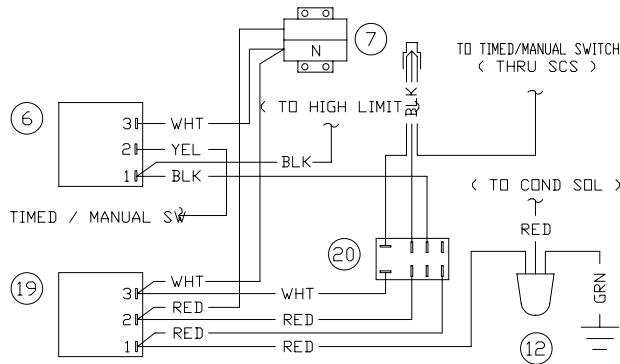 7
N
TO TIMED/MANUAL SWITCH
( THRU SCS )
BLK
( TO HIGH LIMIT )
6
3 WHT
2 YEL
BLK
1 BLK
( TO COND SOL )
TIMED / MANUAL SW
RED
20
19
WHT
3 WHT
RED
2 RED
RED
1 RED
GRN
12